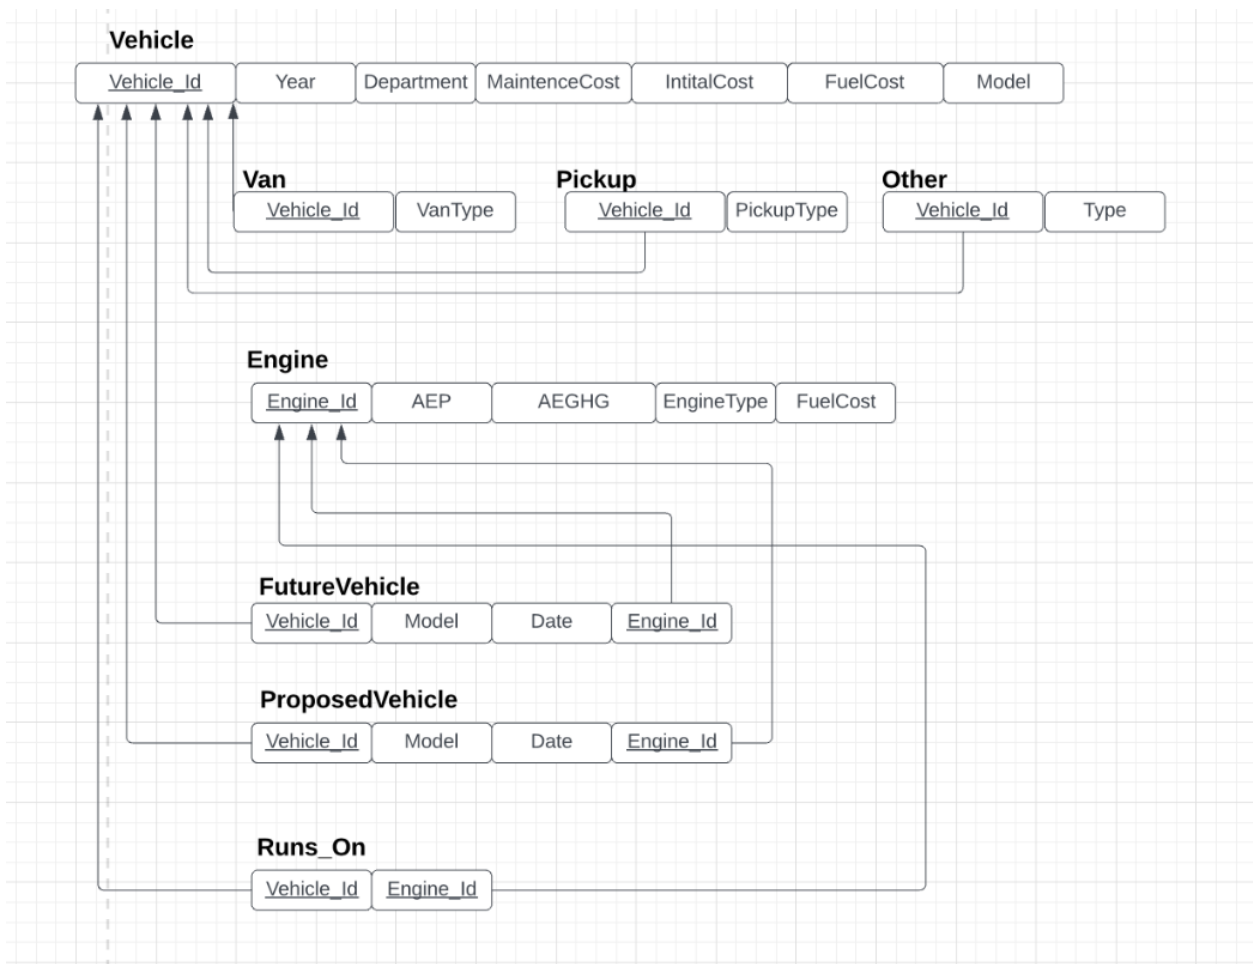 Vehicle
Vehicle_Id Year Department MaintenceCost IntitalCost FuelCost Model
Van Pickup Other
Vehicle_Id VanType Vehicle_Id PickupType Vehicle_Id Type
Engine
Engine_Id AEP AEGHG EngineType FuelCost
FutureVehicle
Vehicle_Id Model Date Engine_Id
ProposedVehicle
Vehicle_Id Model Date Engine_Id
Runs_On
Vehicle_Id Engine_Id